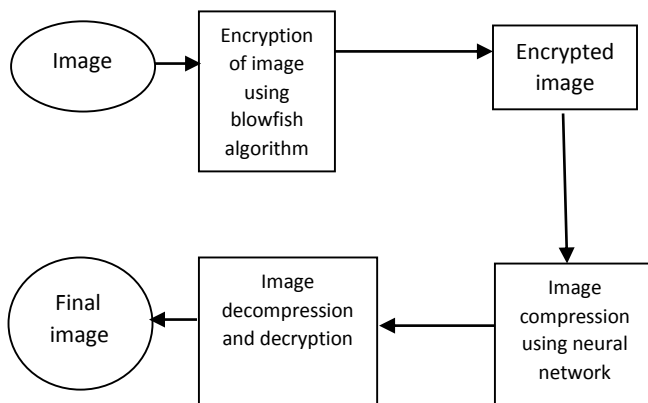 Image
Encryption
of image
using
blowfish
algorithm
Encrypted
image
Image
compression
using neural
network
Image
decompression
and decryption
Final
image